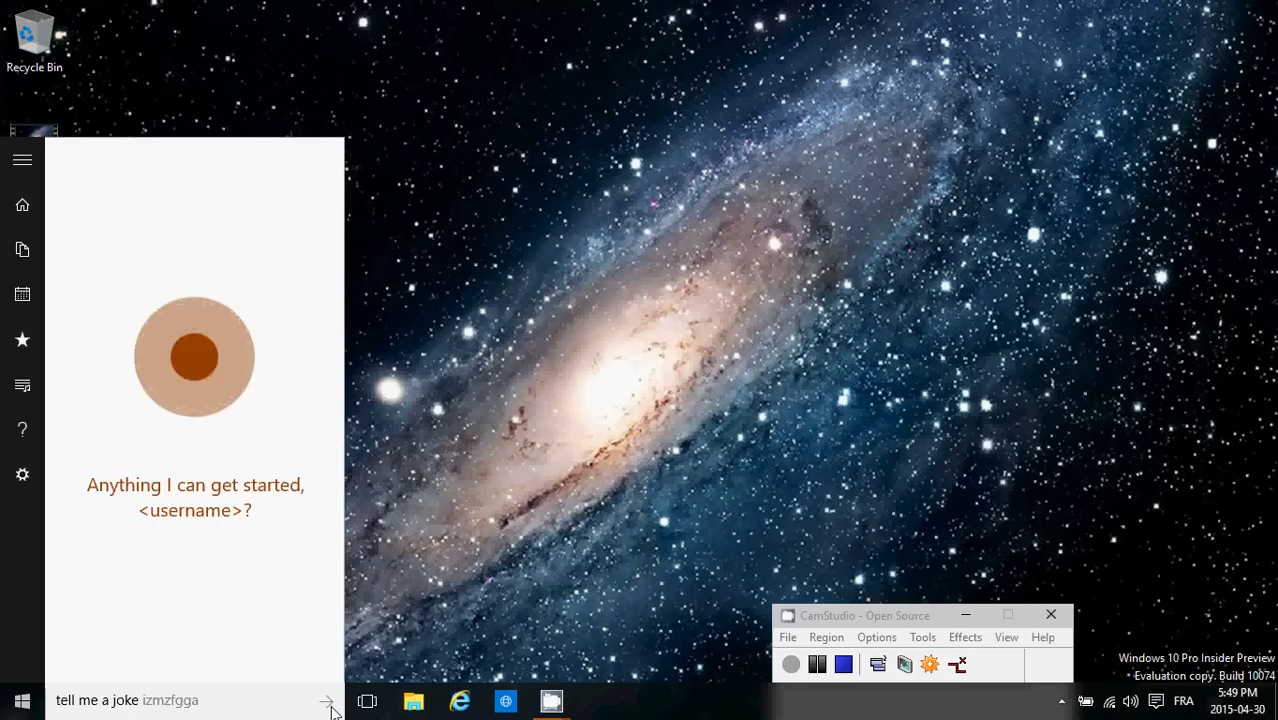 Recycle Bin
Anything I can get started,
<username>?
tell me a joke izmzfgga
CamStudio - Open Source
File Region Options Tools Effects View Help
Windows 10 Pro Insider Preview
Evaluation copy. Build 10074
FRA
5:49 PM
2015-04-30